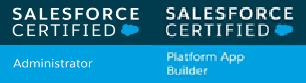 SALESFORCE
CERTIFIED
Administrator
SALESFORCE
CERTIFIED
Platform App
Builder